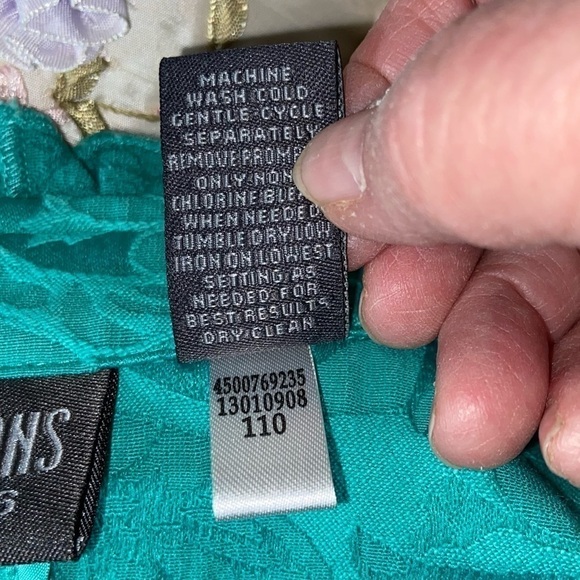 MACHINE
WASH COLD
GENTLE CYCLE
SEPARATELY
REMOVE
ONLY NON
CHLORINE
WHEN NEEDED
TUMBLE DRY LOW
IRON ON LOWEST
SETTING AS
NEEDED FOR
BEST RESULTS
DRY CLEAN
4500769235
13010908
110